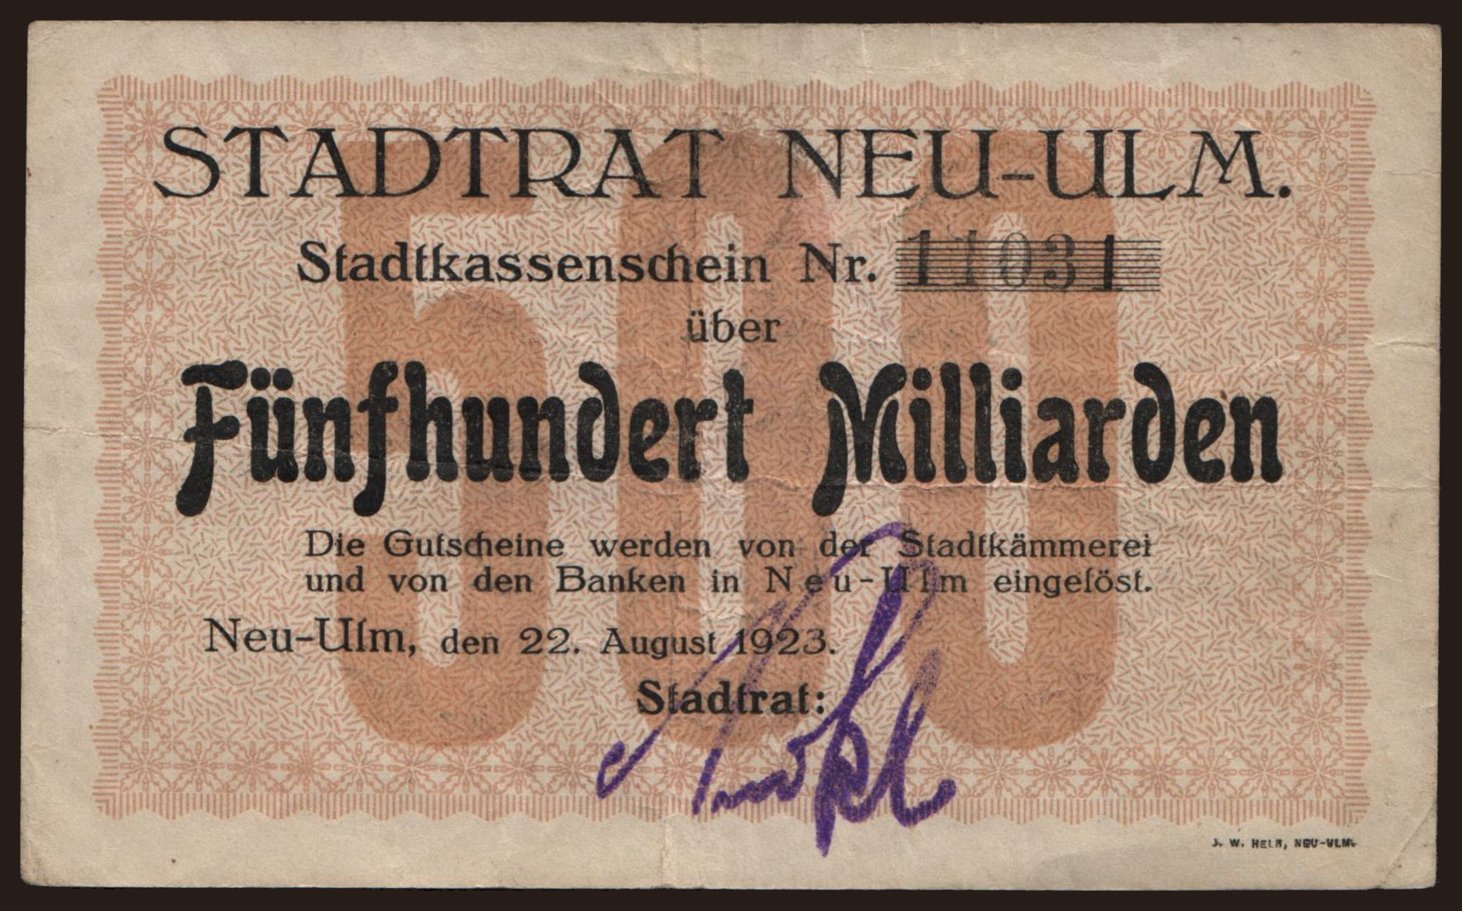 STADTRAT NEU-ULM.
500
Stadtkassenschein Nr. 11031
über
Fünfhundert Milliarden
Die Gutscheine werden von der Stadtkämmerei
und von den Banken in Neu-Ulm eingelöst.
Neu-Ulm, den 22. August 1923.
Stadtrat:
J. W. HELB, NEU-ULM.